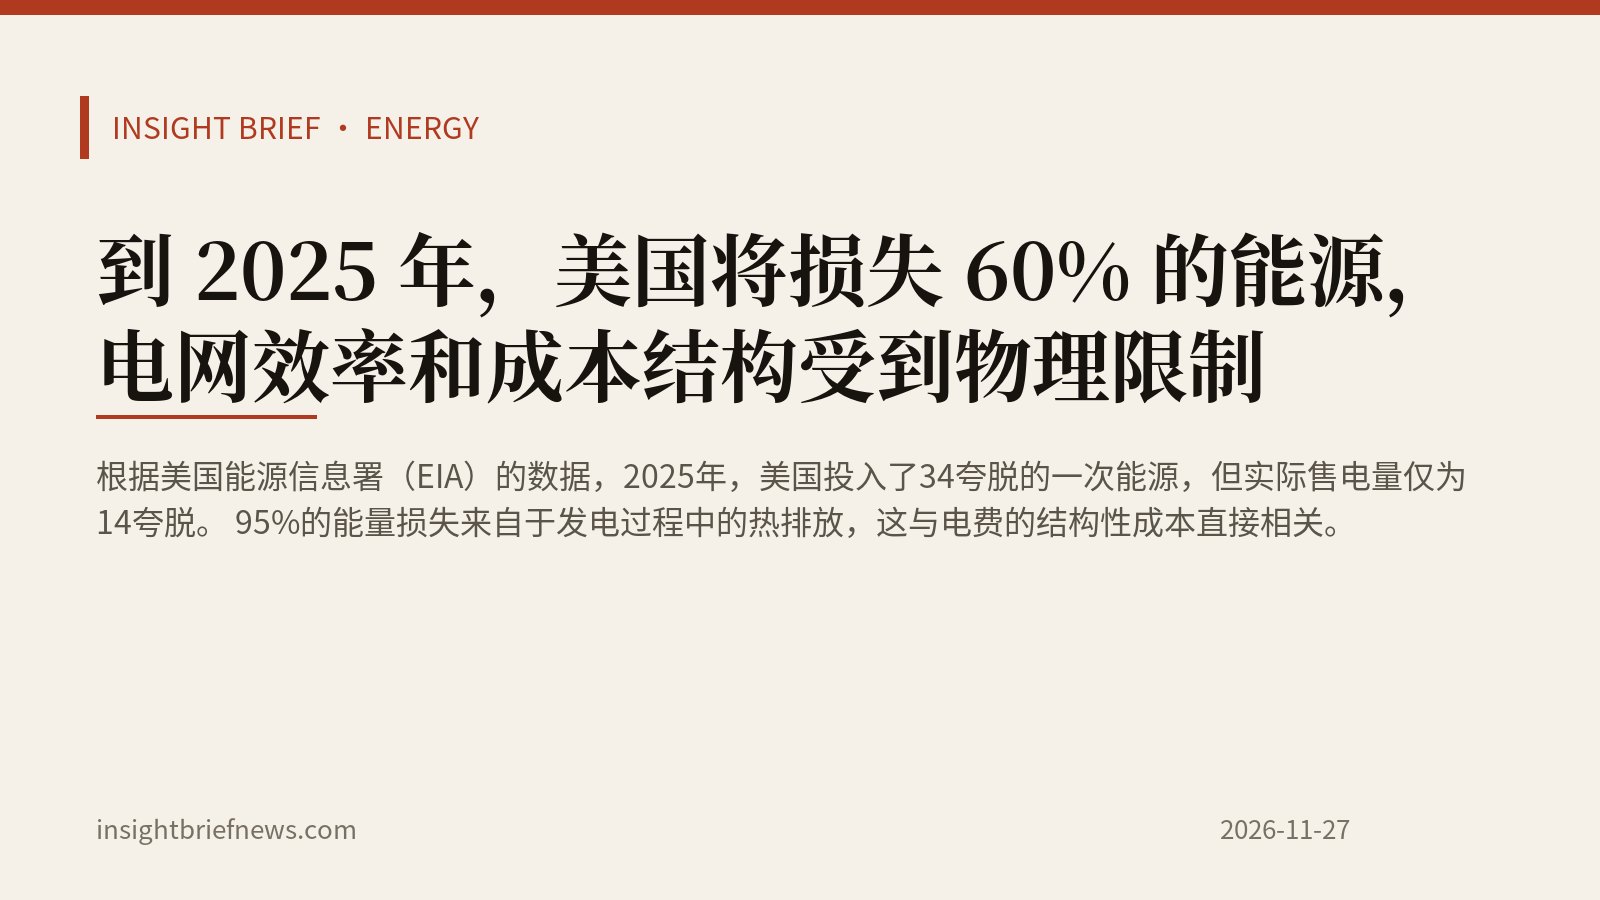 INSIGHT BRIEF · ENERGY
到 2025 年，美国将损失 60% 的能源，
电网效率和成本结构受到物理限制
根据美国能源信息署（EIA）的数据，2025年，美国投入了34夸脱的一次能源，但实际售电量仅为
14夸脱。 95%的能量损失来自于发电过程中的热排放，这与电费的结构性成本直接相关。
insightbriefnews.com
2026-11-27